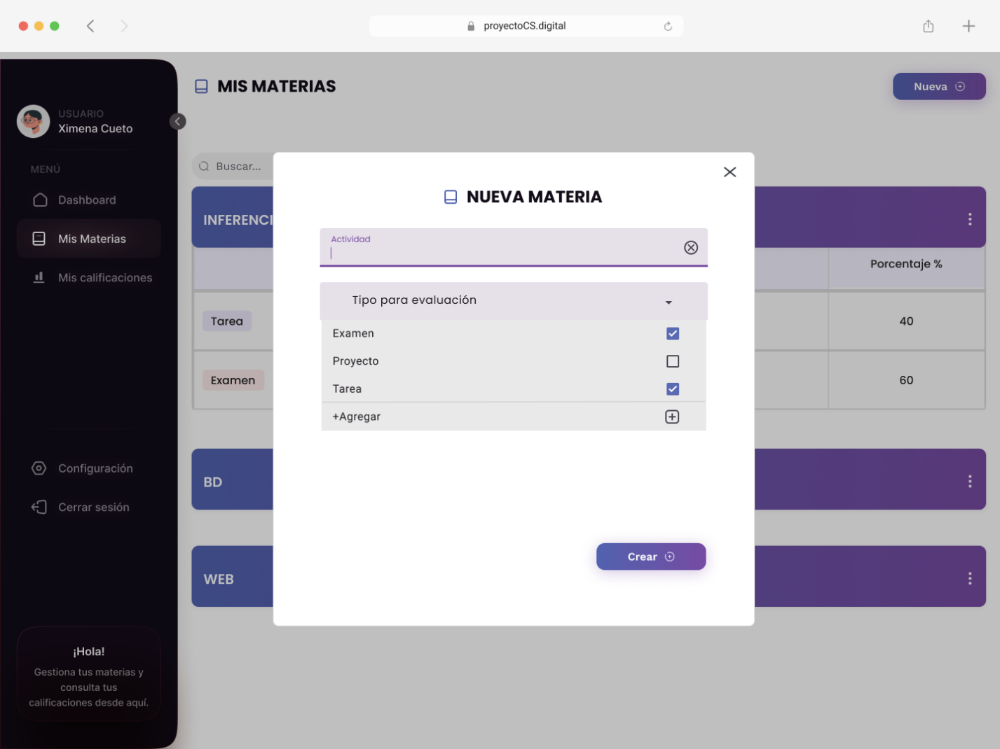 proyectoCS.digital
MIS MATERIAS
Nueva
USUARIO
Ximena Cueto
MENÚ
Dashboard
Mis Materias
Mis calificaciones
Configuración
Cerrar sesión
¡Hola!
Gestiona tus materias y
consulta tus
calificaciones desde aquí.
Buscar...
INFERENCI
Porcentaje %
Tarea
40
Examen
60
BD
WEB
NUEVA MATERIA
Actividad
Tipo para evaluación
Examen
Proyecto
Tarea
+Agregar
Crear